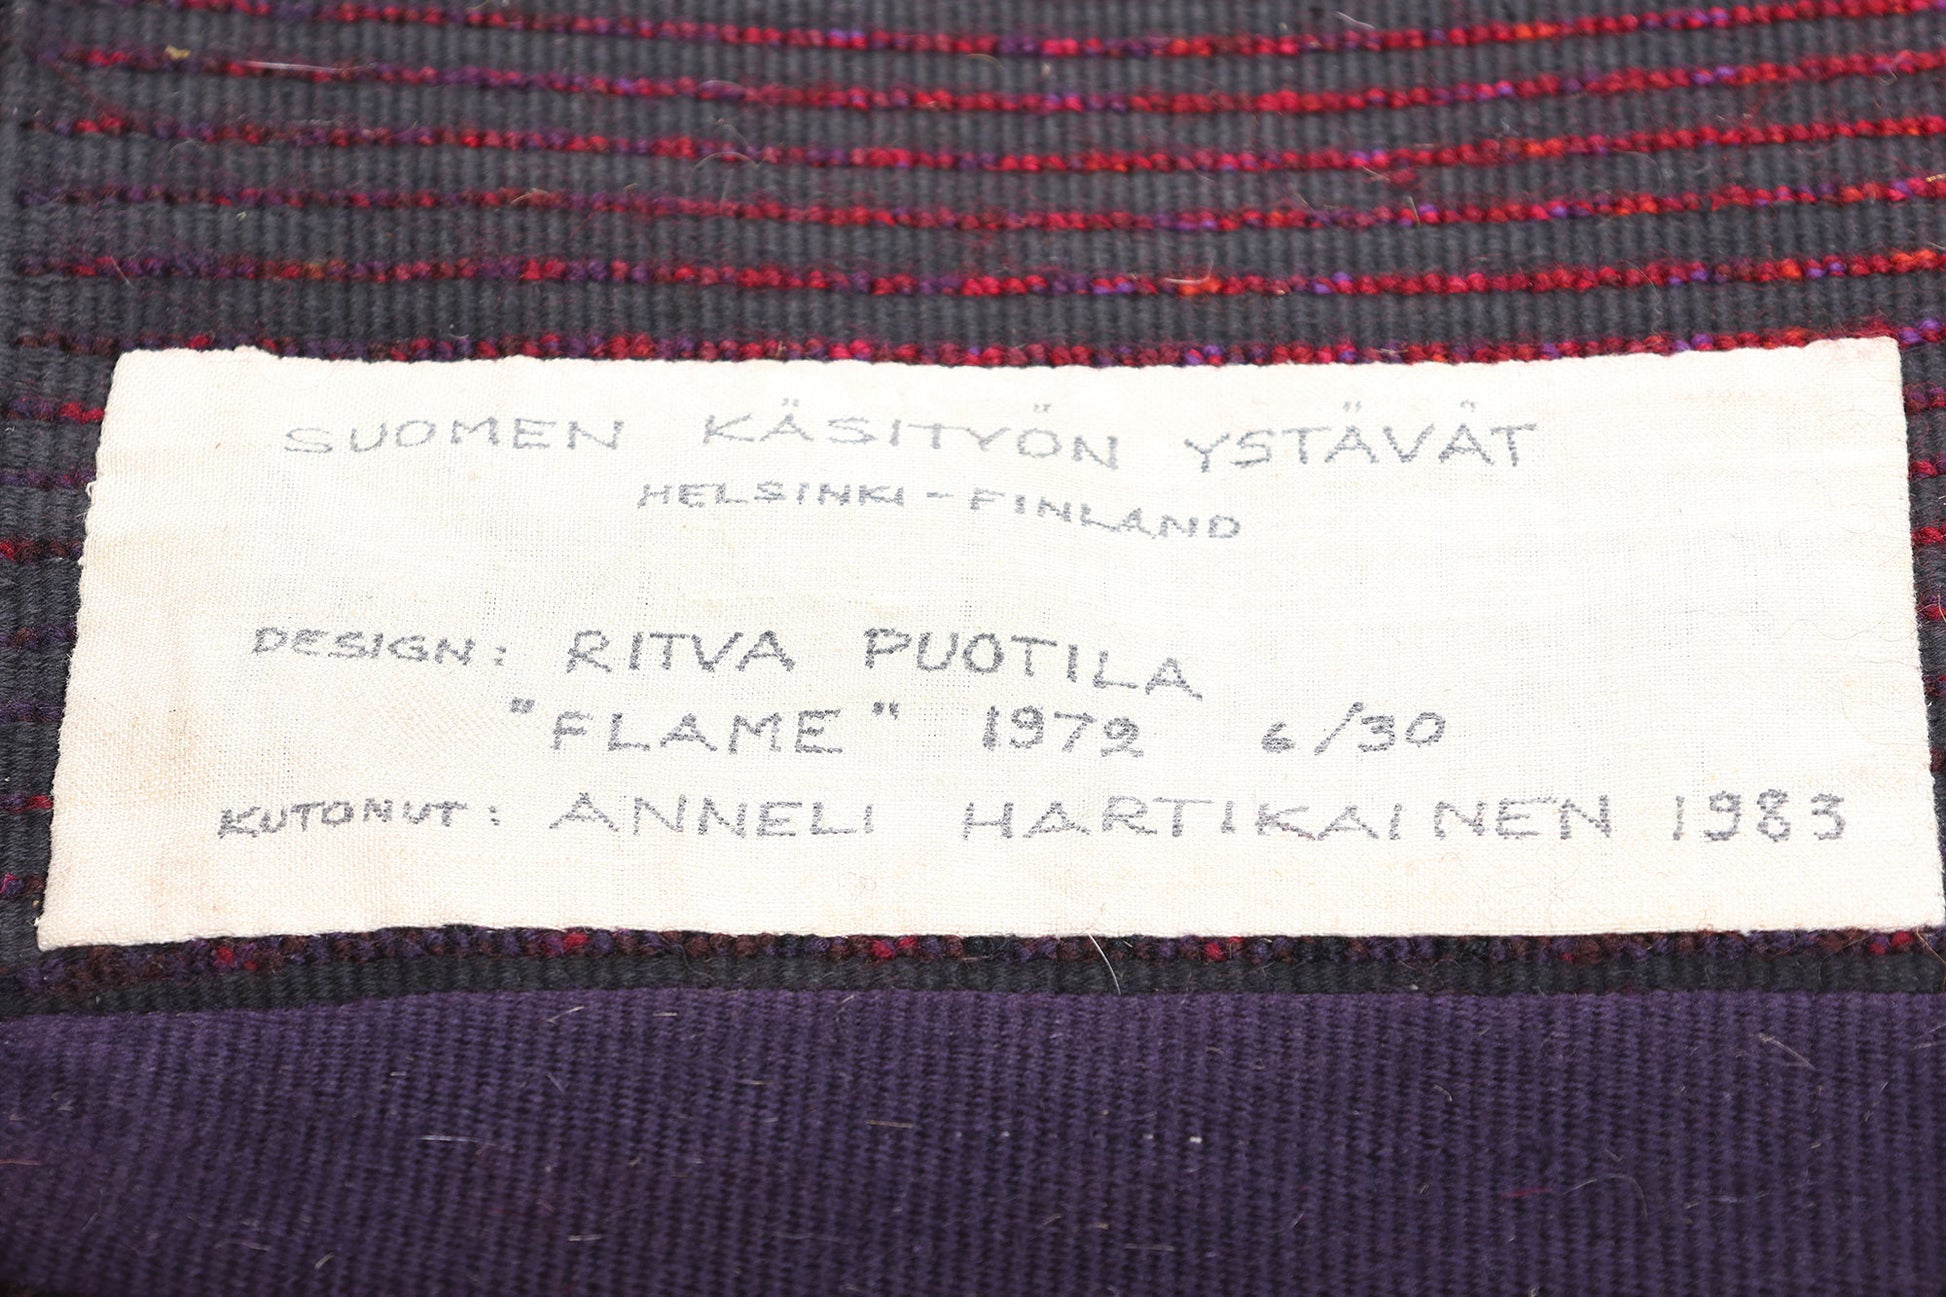 SUOMEN KÄSITYÖN YSTÄVÄT
HELSINKI - FINLAND
DESIGN: RITVA PUOTILA
"FLAME" 1972 6/30
KUTONUT: ANNELI HARTIKAINEN 1983